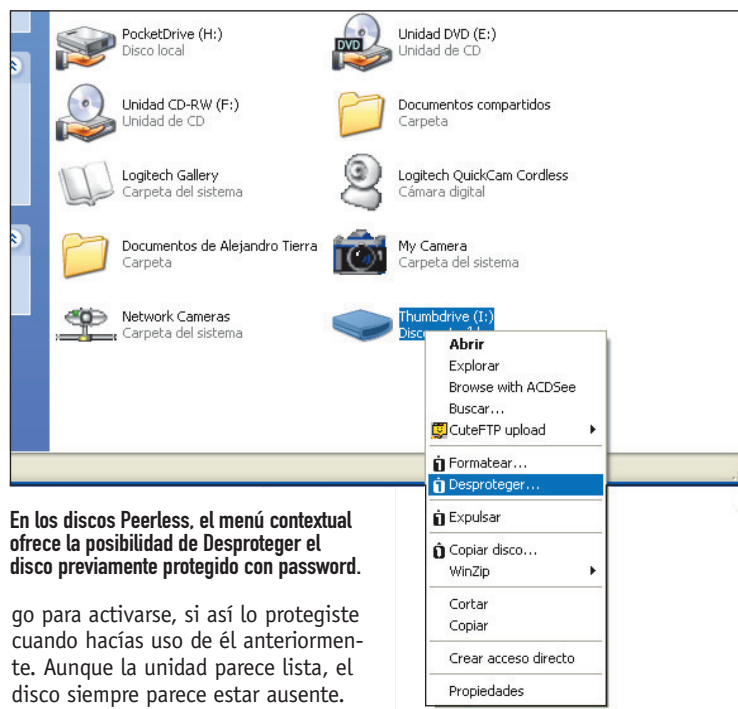 PocketDrive (H:)
Disco local
Unidad DVD (E:)
Unidad de CD
DVD
Unidad CD-RW (F:)
Unidad de CD
Documentos compartidos
Carpeta
Logitech Gallery
Carpeta del sistema
Logitech QuickCam Cordless
Cámara digital
Documentos de Alejandro Tierra
Carpeta
My Camera
Carpeta del sistema
Network Cameras
Carpeta del sistema
Thumbdrive (I:)
Abrir
Explorar
Browse with ACDSee
Buscar...
CuteFTP upload
Formatear...
Desproteger...
Expulsar
Copiar disco...
WinZip
Cortar
Copiar
Crear acceso directo
Propiedades
En los discos Peerless, el menú contextual
ofrece la posibilidad de Desproteger el
disco previamente protegido con password.
go para activarse, si así lo protegiste
cuando hacías uso de él anteriormen-
te. Aunque la unidad parece lista, el
disco siempre parece estar ausente.